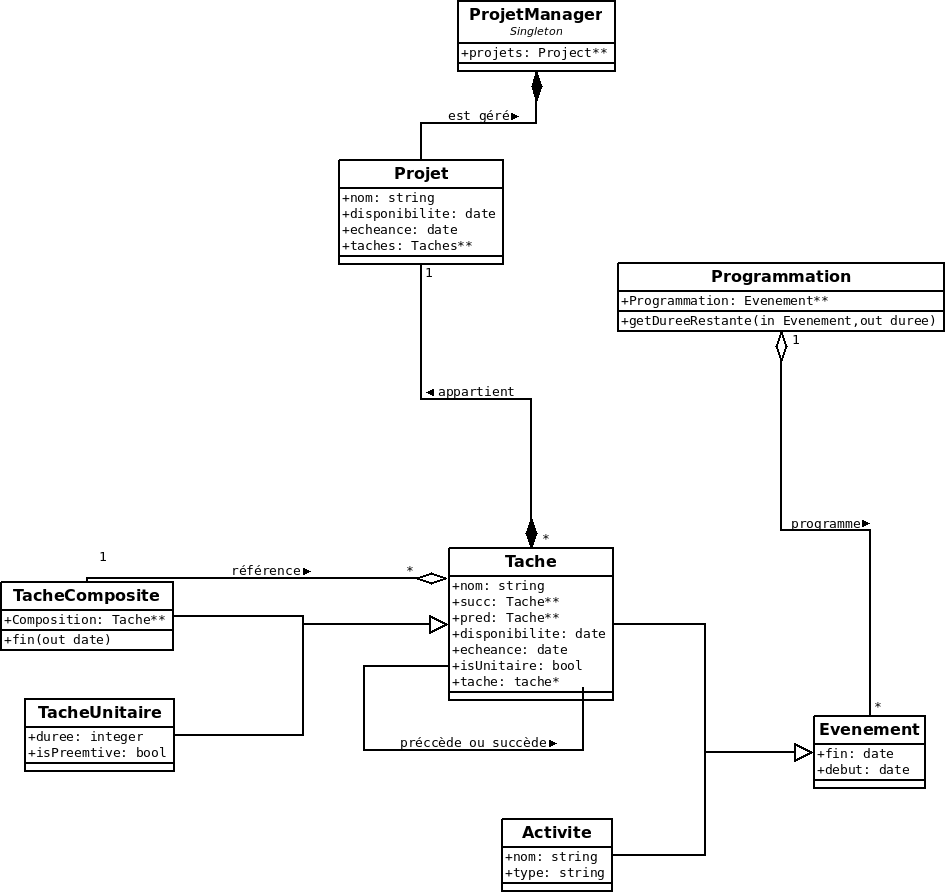 ProjetManager
Singleton
+projets: Project**
est géré►
Projet
+nom: string
+disponibilite: date
+echeance: date
+taches: Taches**
1
Programmation
+Programmation: Evenement**
+getDureeRestante(in Evenement,out duree)
1
◄appartient
programme►
*
1
référence►
*
Tache
+nom: string
+succ: Tache**
+pred: Tache**
+disponibilite: date
+echeance: date
+isUnitaire: bool
+tache: tache*
TacheComposite
+Composition: Tache**
+fin(out date)
TacheUnitaire
+duree: integer
+isPreemtive: bool
préccède ou succède►
*
Evenement
+fin: date
+debut: date
Activite
+nom: string
+type: string